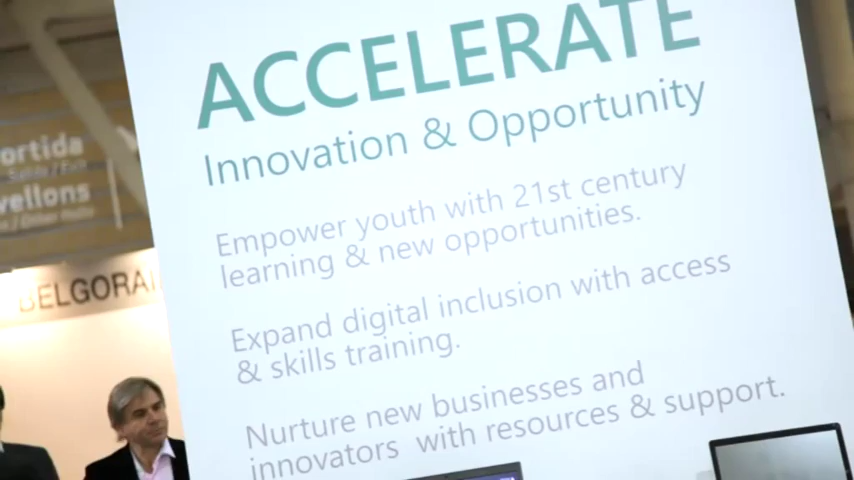 ACCELERATE
Innovation & Opportunity
Empower youth with 21st century
learning & new opportunities.
Expand digital inclusion with access
& skills training.
Nurture new businesses and
innovators with resources & support.
ortida
vellons
BELGORA